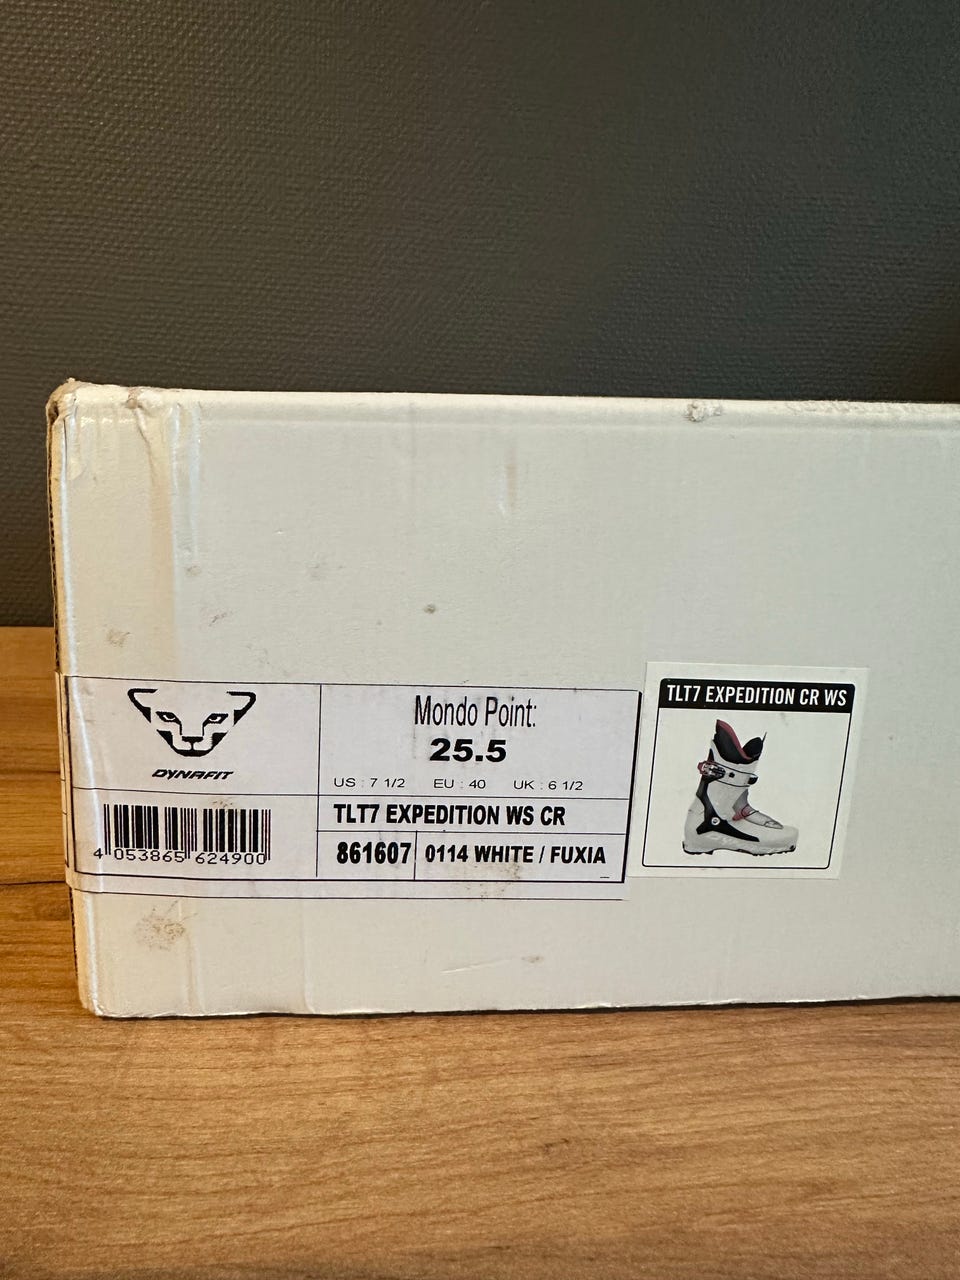 DYNAFIT
Mondo Point:
25.5
US : 7 1/2 EU : 40 UK : 6 1/2
TLT7 EXPEDITION WS CR
861607 0114 WHITE / FUXIA
4 053865 624900
TLT7 EXPEDITION CR WS